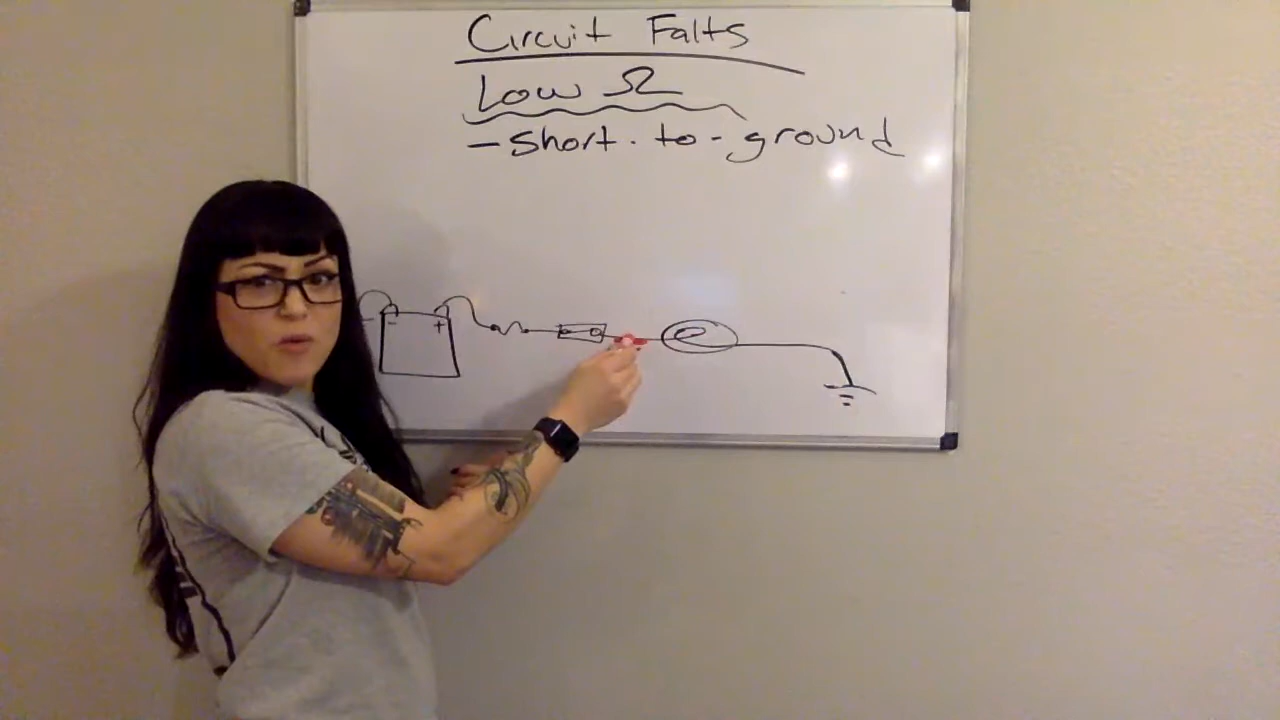 Circuit Falts
Low Ω
- short-to-ground
- +